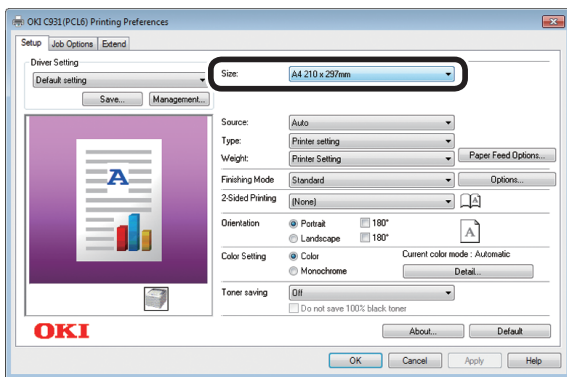 OKI C931(PCL6) Printing Preferences
Setup Job Options Extend
Driver Setting
Default setting
Save... Management...
Size: A4 210 x 297mm
Source: Auto
Type: Printer setting
Weight: Printer Setting Paper Feed Options...
Finishing Mode Standard Options...
2-Sided Printing (None) A
Orientation Portrait 180°
Landscape 180° A
Color Setting Color Current color mode : Automatic
Monochrome Detail...
Toner saving Off
Do not save 100% black toner
A
OKI
About... Default
OK Cancel Apply Help